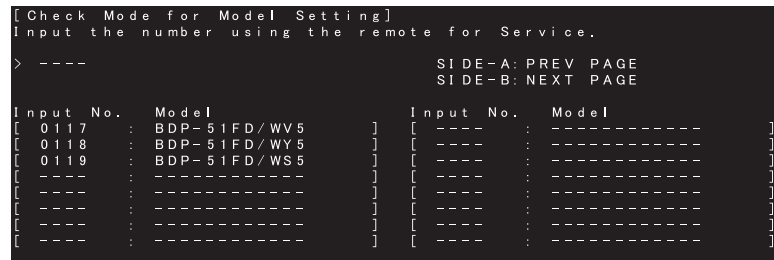 [Check Mode for Model Setting]
Input the number using the remote for Service.
> ----
SIDE-A: PREV PAGE
SIDE-B: NEXT PAGE
Input No. Model Input No. Model
[ 0117 : BDP-51FD/WV5 ] [ ---- : ------------ ]
[ 0118 : BDP-51FD/WY5 ] [ ---- : ------------ ]
[ 0119 : BDP-51FD/WS5 ] [ ---- : ------------ ]
[ ---- : ------------ ] [ ---- : ------------ ]
[ ---- : ------------ ] [ ---- : ------------ ]
[ ---- : ------------ ] [ ---- : ------------ ]
[ ---- : ------------ ] [ ---- : ------------ ]
[ ---- : ------------ ] [ ---- : ------------ ]